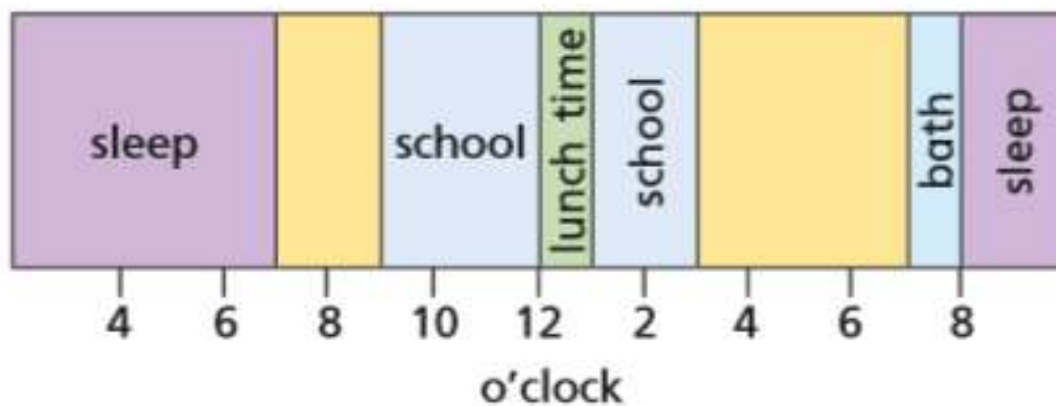 sleep
school
lunch time
school
bath
sleep
4 6 8 10 12 2 4 6 8
o'clock